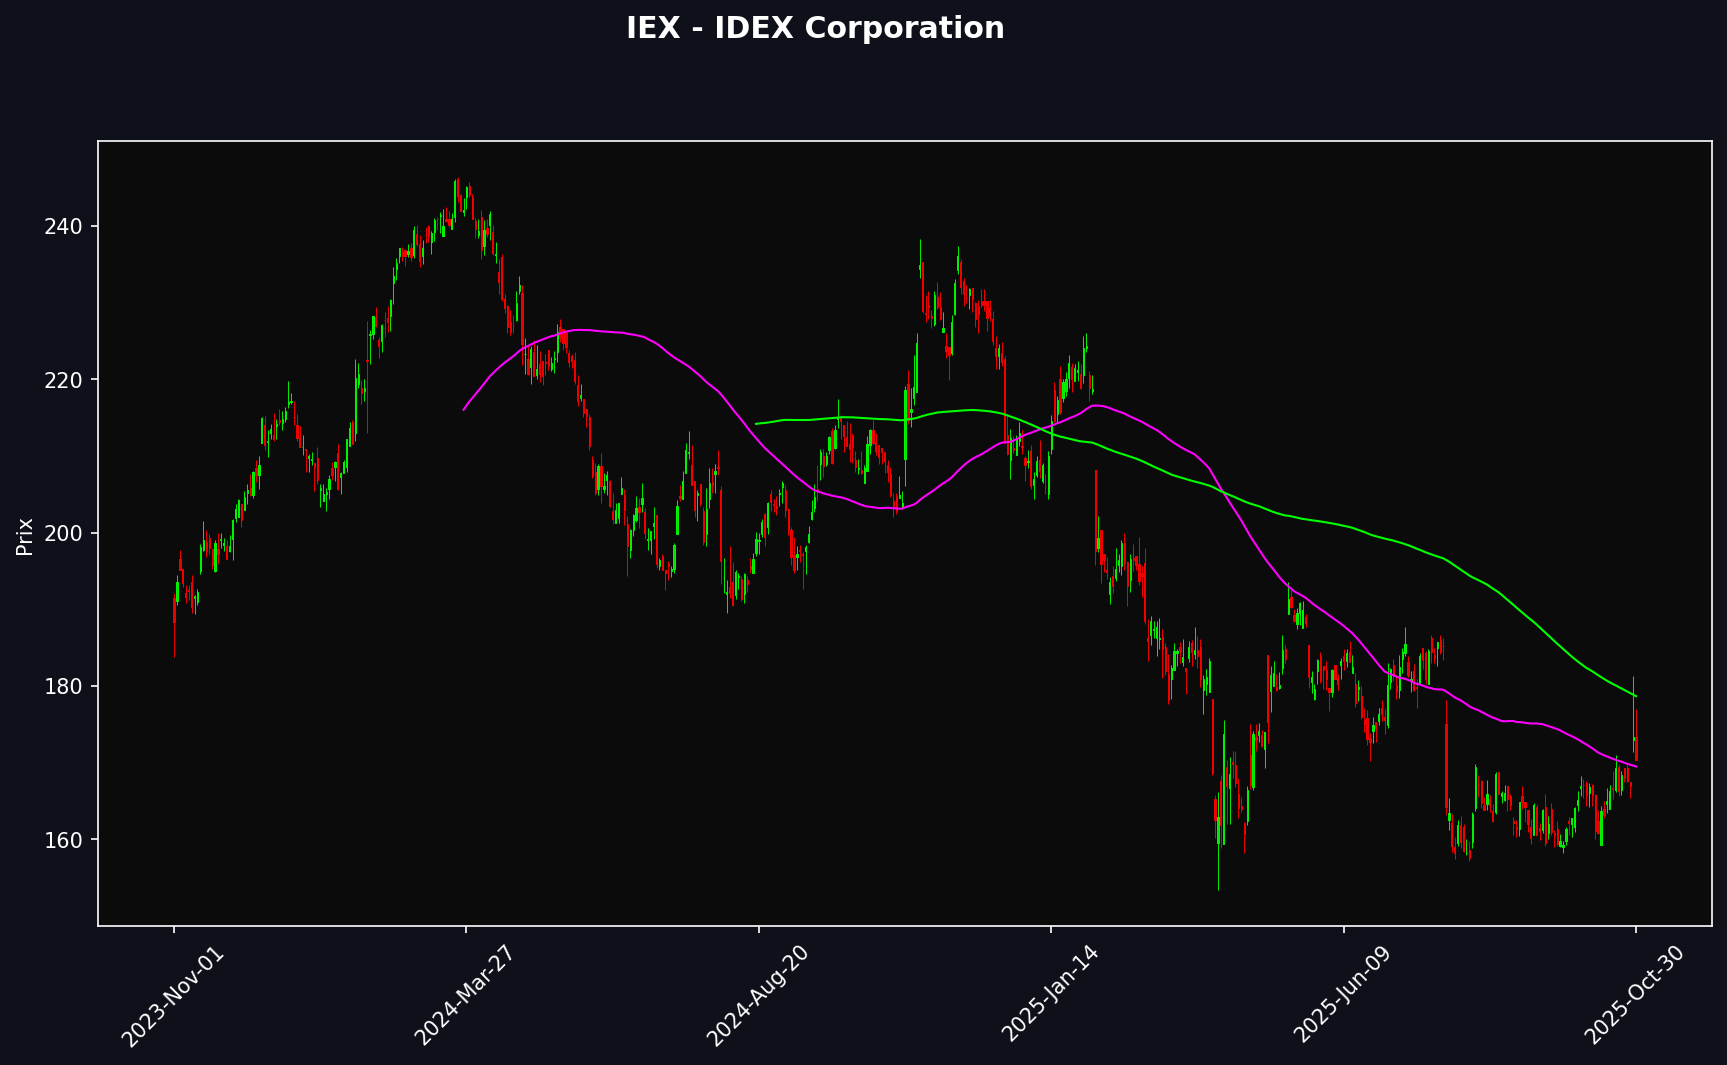 IEX - IDEX Corporation
Prix
240
220
200
180
160
2023-Nov-01
2024-Mar-27
2024-Aug-20
2025-Jan-14
2025-Jun-09
2025-Oct-30